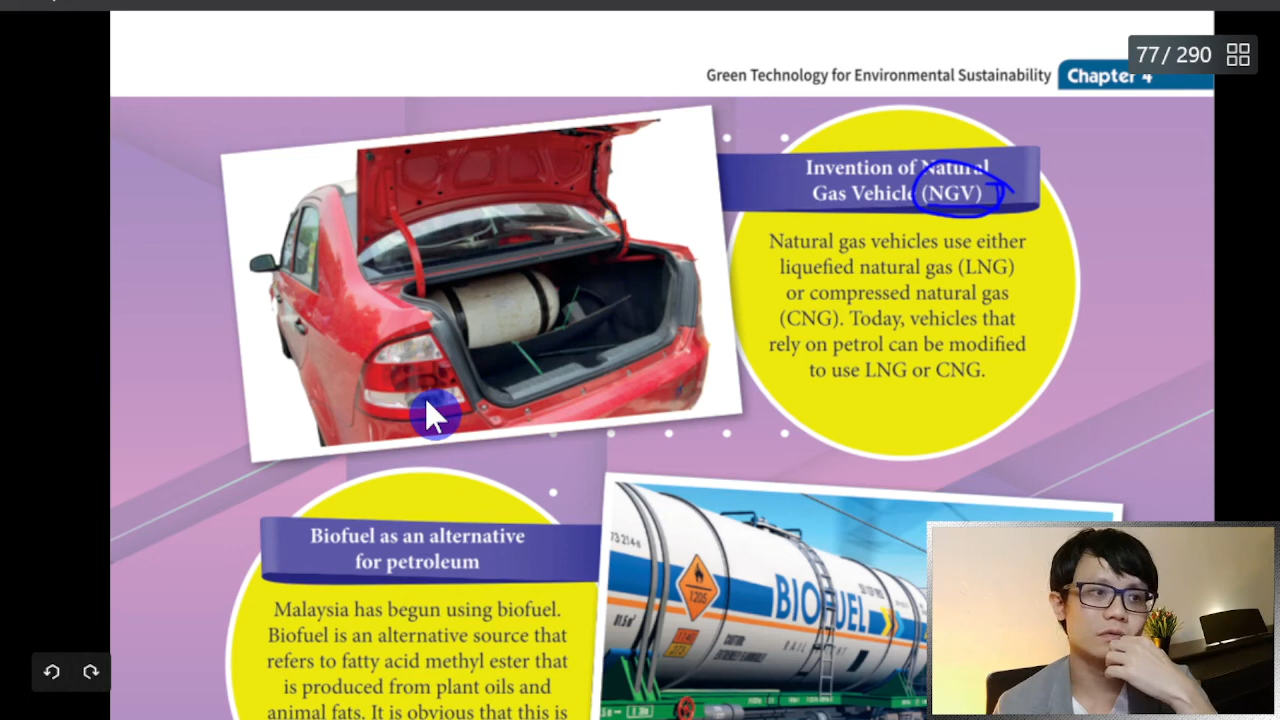 77/ 290
Green Technology for Environmental Sustainability Chapter 4
Invention of Natural
Gas Vehicle (NGV)
Natural gas vehicles use either
liquefied natural gas (LNG)
or compressed natural gas
(CNG). Today, vehicles that
rely on petrol can be modified
to use LNG or CNG.
Biofuel as an alternative
for petroleum
Malaysia has begun using biofuel.
Biofuel is an alternative source that
refers to fatty acid methyl ester that
is produced from plant oils and
animal fats. It is obvious that this is
1205
BIOFUEL